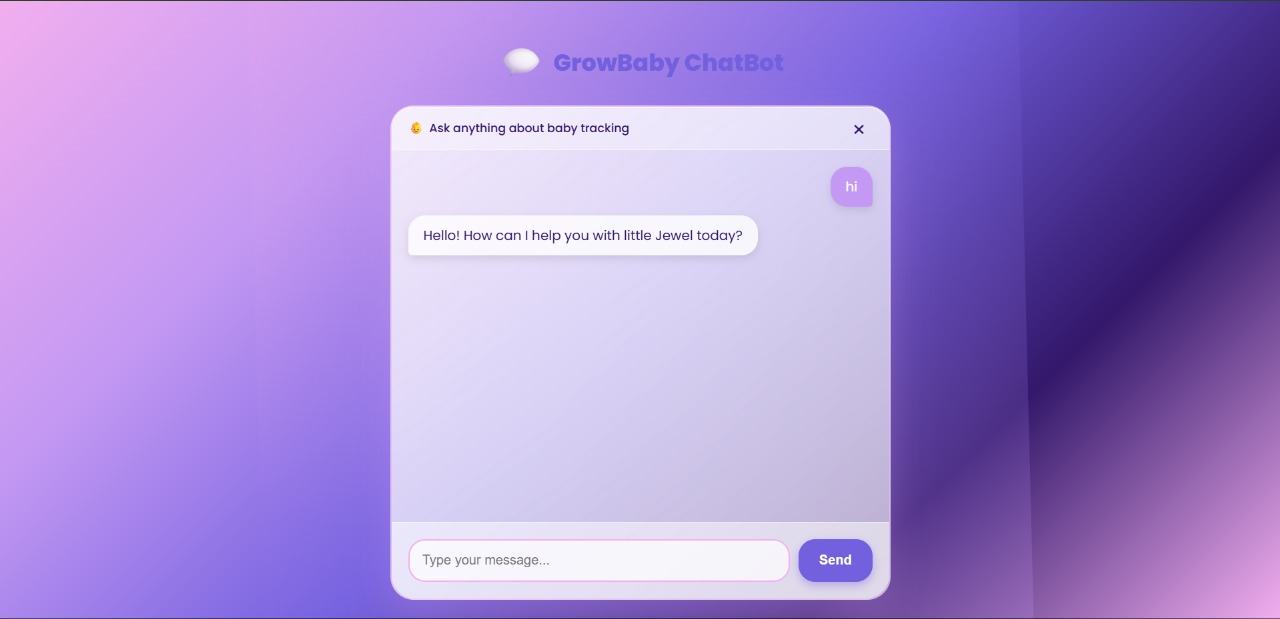 GrowBaby ChatBot
Ask anything about baby tracking
hi
Hello! How can I help you with little Jewel today?
Type your message...
Send